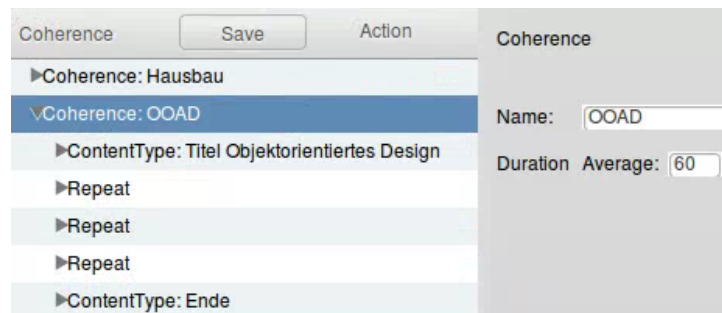 Coherence Save Action
Coherence: Hausbau
Coherence: OOAD
ContentType: Titel Objektorientiertes Design
Repeat
Repeat
Repeat
ContentType: Ende
Coherence
Name: OOAD
Duration Average: 60